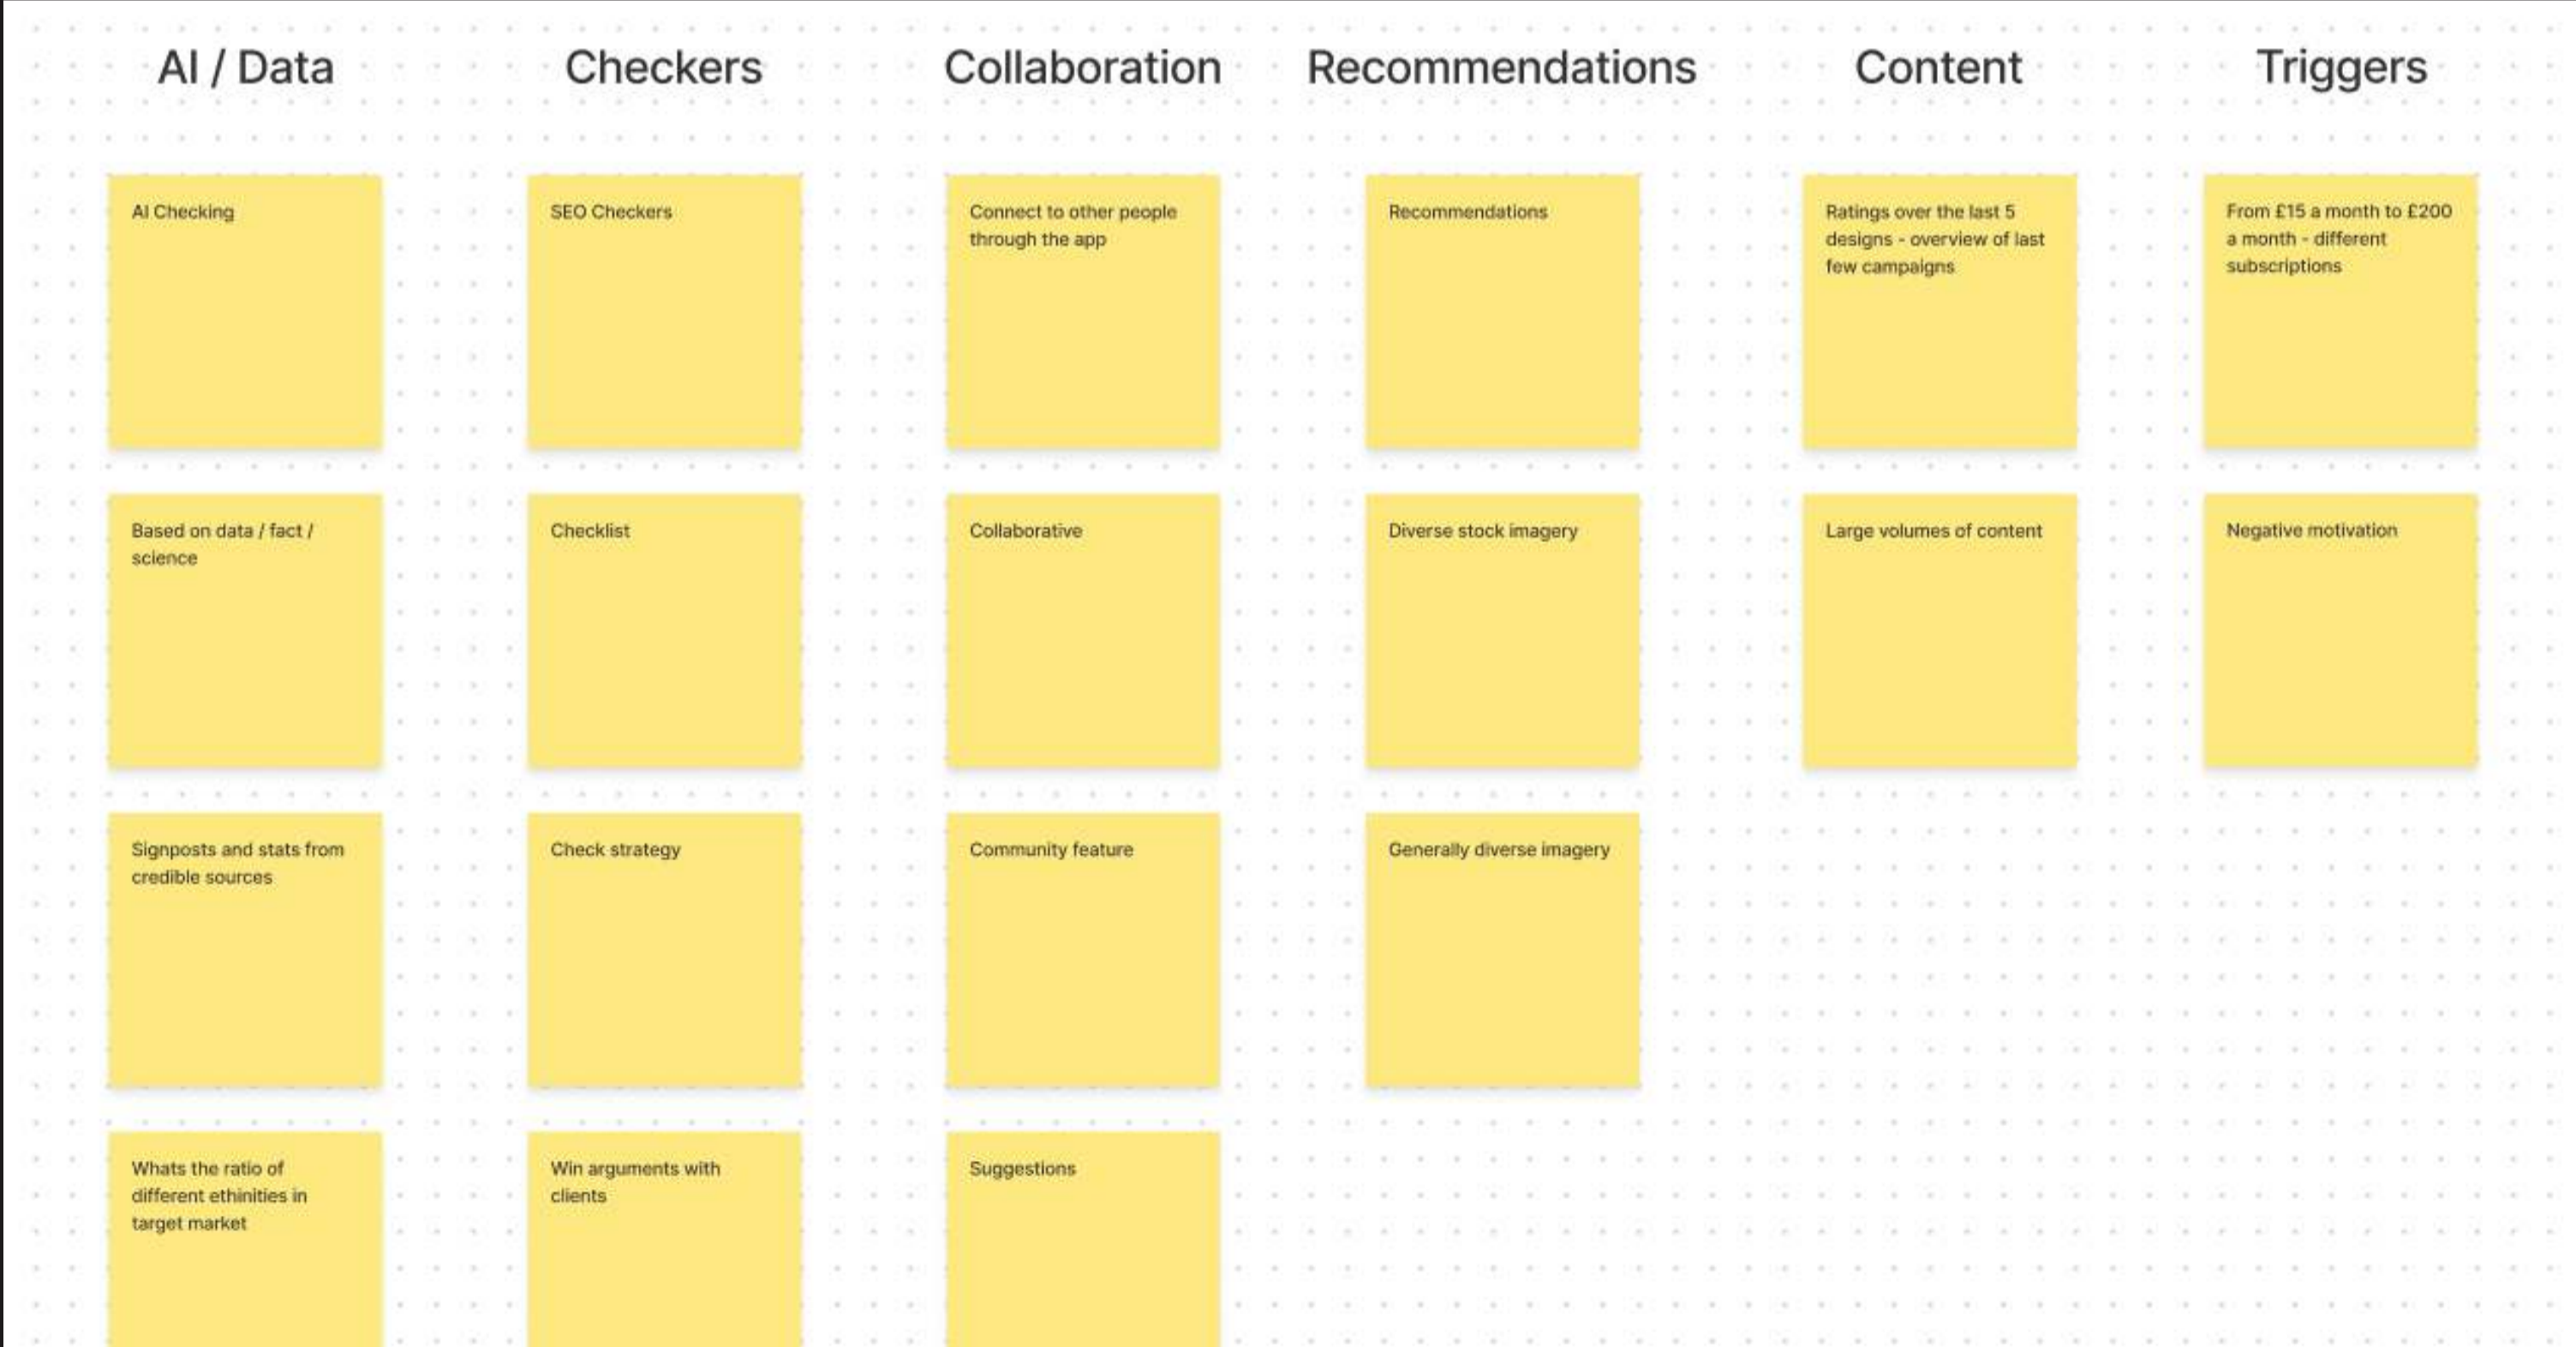 AI / Data
Checkers
Collaboration
Recommendations
Content
Triggers
AI Checking
SEO Checkers
Connect to other people
through the app
Recommendations
Ratings over the last 5
designs - overview of last
few campaigns
From £15 a month to £200
a month - different
subscriptions
Based on data / fact /
science
Checklist
Collaborative
Diverse stock imagery
Large volumes of content
Negative motivation
Signposts and stats from
credible sources
Check strategy
Community feature
Generally diverse imagery
Whats the ratio of
different ethinities in
target market
Win arguments with
clients
Suggestions